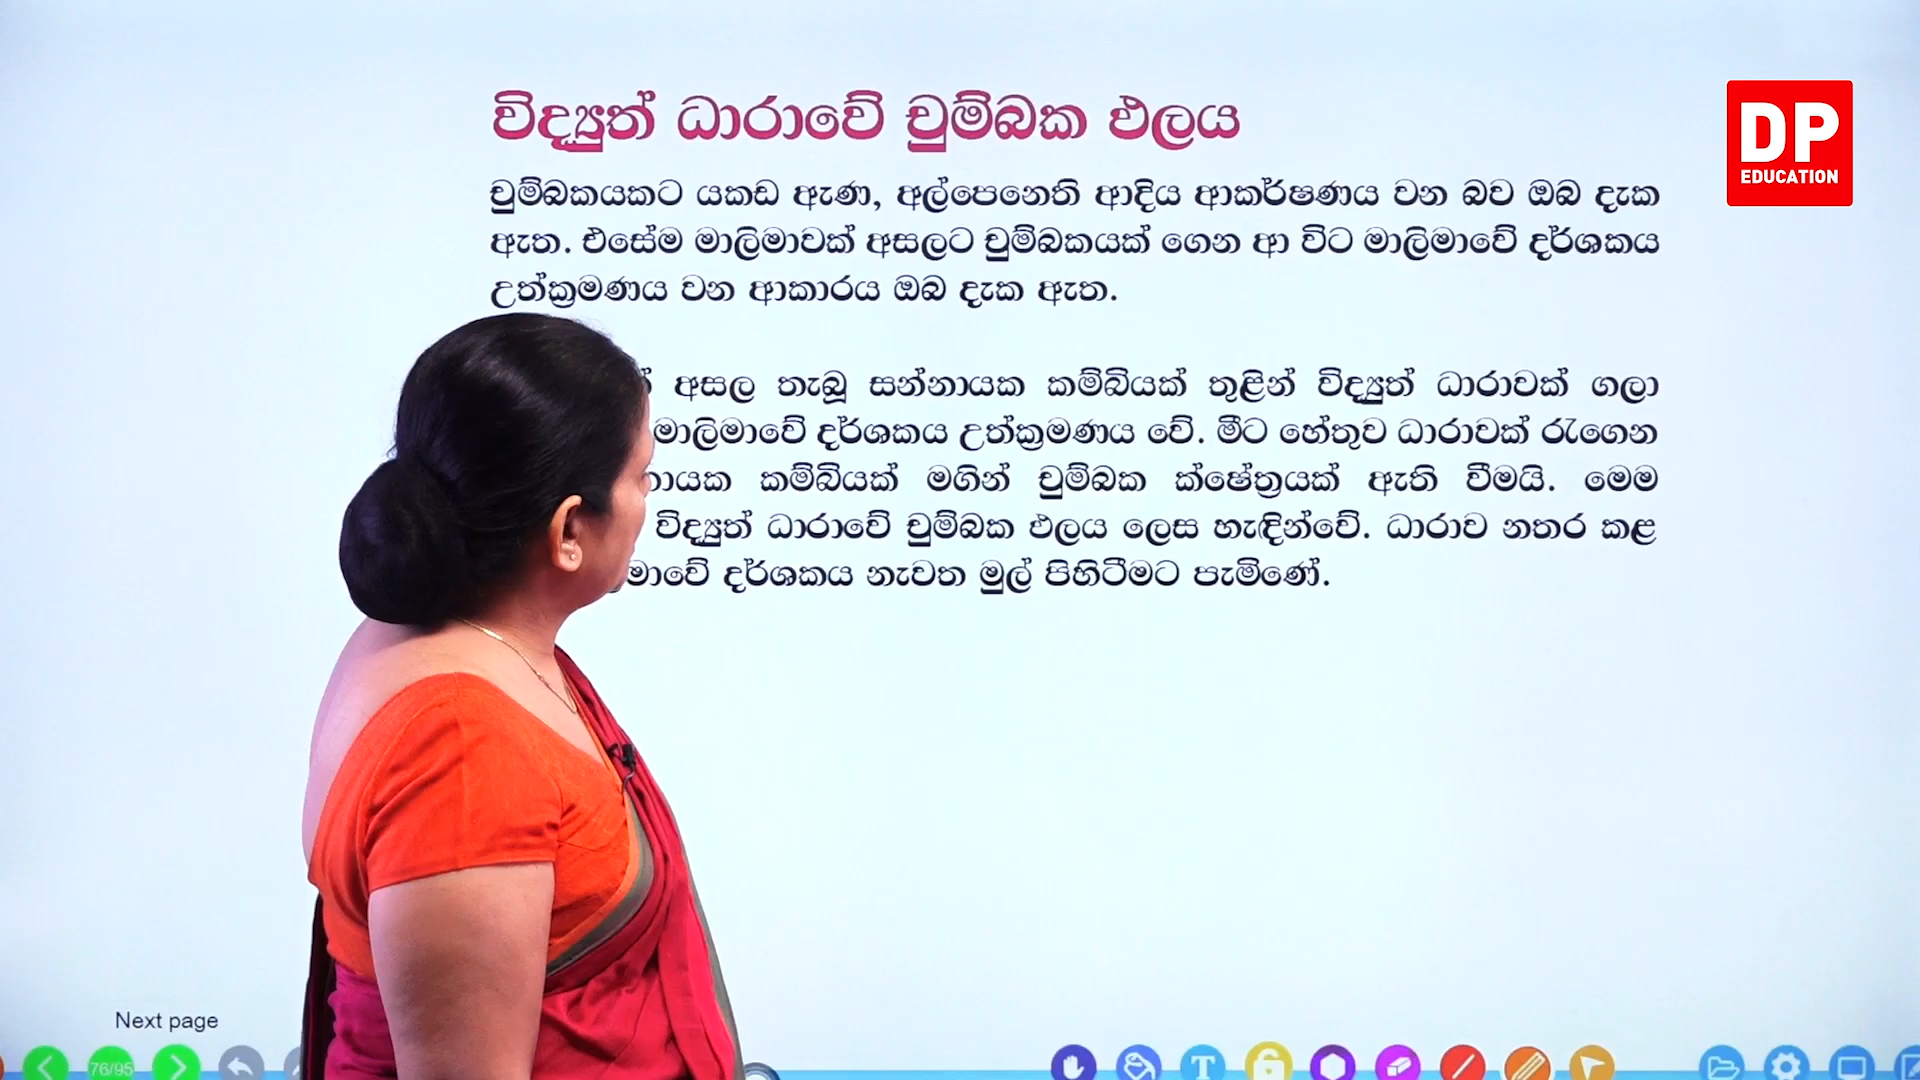 විද්‍යුත් ධාරාවේ චුම්බක ඵලය
චුම්බකයකට යකඩ ඇණ, අල්පෙනෙති ආදිය ආකර්ෂණය වන බව ඔබ දැක
ඇත. එසේම මාලිමාවක් අසලට චුම්බකයක් ගෙන ආ විට මාලිමාවේ දර්ශකය
උත්ක්‍රමණය වන ආකාරය ඔබ දැක ඇත.
අසල තැබූ සන්නායක කම්බියක් තුළින් විද්‍යුත් ධාරාවක් ගලා
මාලිමාවේ දර්ශකය උත්ක්‍රමණය වේ. මීට හේතුව ධාරාවක් රැගෙන
කම්බියක් මගින් චුම්බක ක්ෂේත්‍රයක් ඇති වීමයි. මෙම
විද්‍යුත් ධාරාවේ චුම්බක ඵලය ලෙස හැඳින්වේ. ධාරාව නතර කළ
දර්ශකය නැවත මුල් පිහිටීමට පැමිණේ.
DP
EDUCATION
Next page
76/95